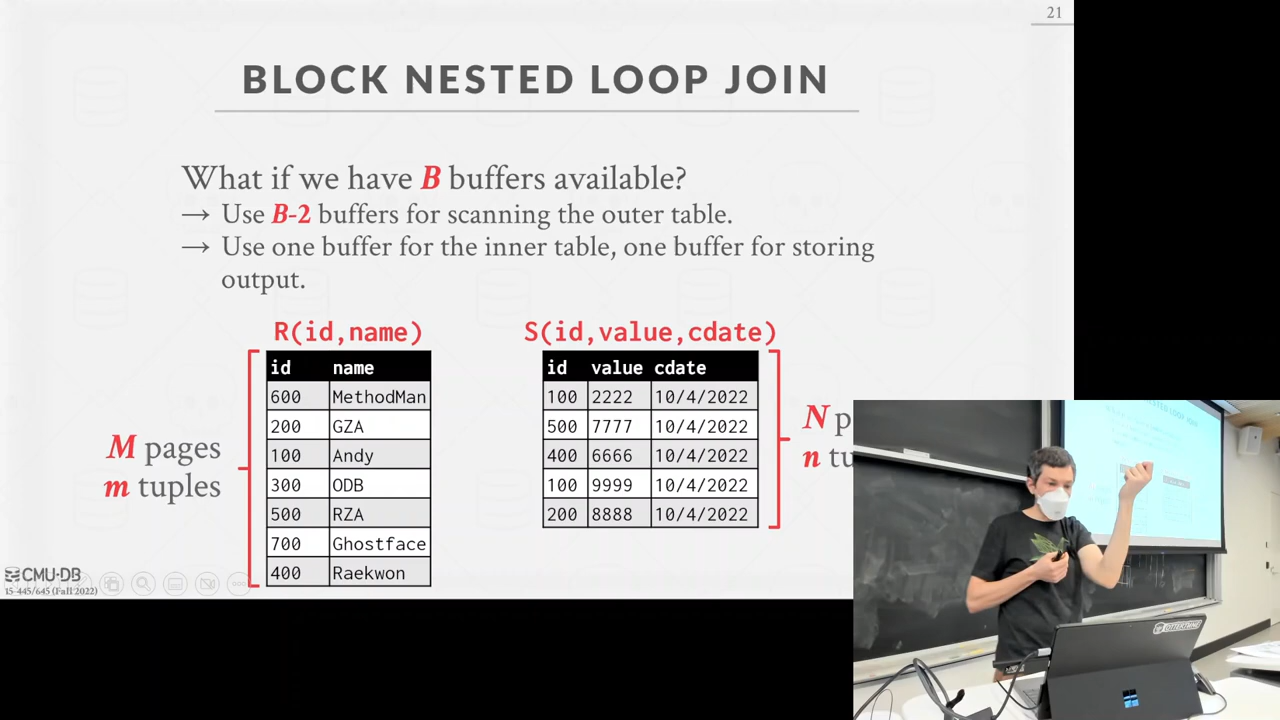 21
BLOCK NESTED LOOP JOIN
What if we have B buffers available?
→ Use B-2 buffers for scanning the outer table.
→ Use one buffer for the inner table, one buffer for storing
output.
R(id,name)
id name
600 MethodMan
200 GZA
100 Andy
300 ODB
500 RZA
700 Ghostface
400 Raekwon
M pages
m tuples
S(id,value,cdate)
id value cdate
100 2222 10/4/2022
500 7777 10/4/2022
400 6666 10/4/2022
100 9999 10/4/2022
200 8888 10/4/2022
N p
n tu
CMU·DB
15-445/645 (Fall 2022)
OTTERTUNE